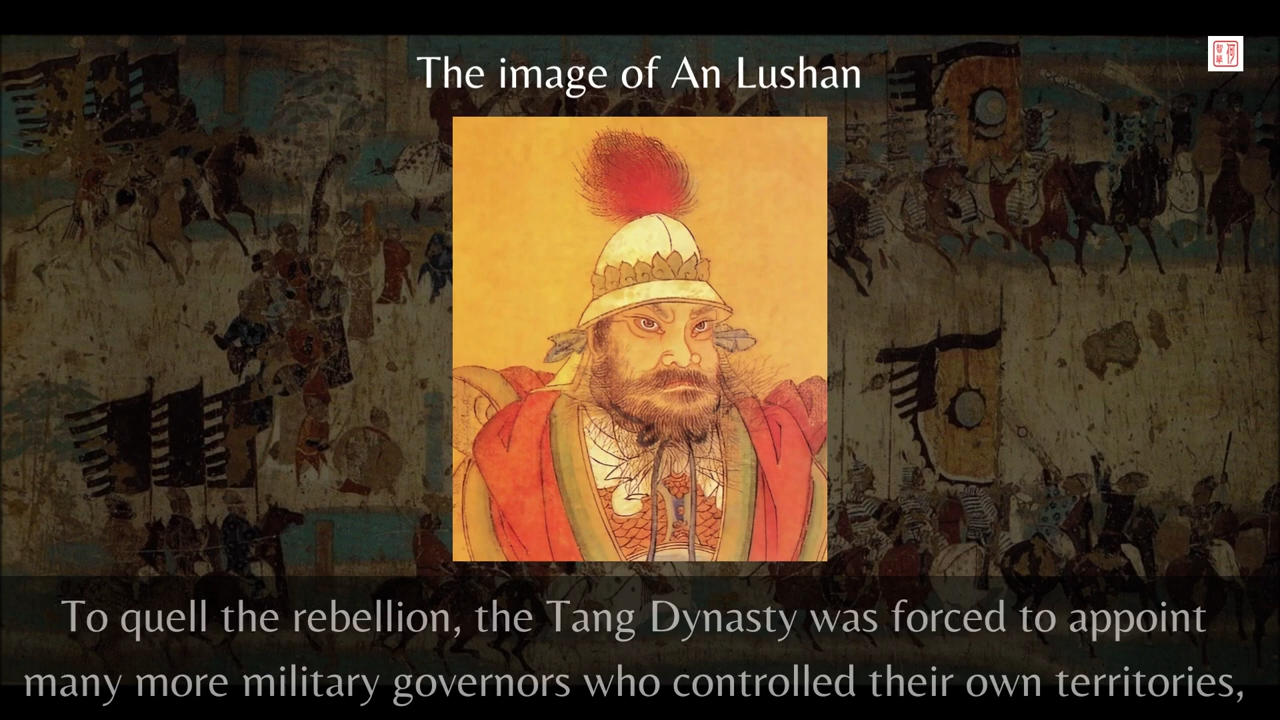 The image of An Lushan
To quell the rebellion, the Tang Dynasty was forced to appoint
many more military governors who controlled their own territories,